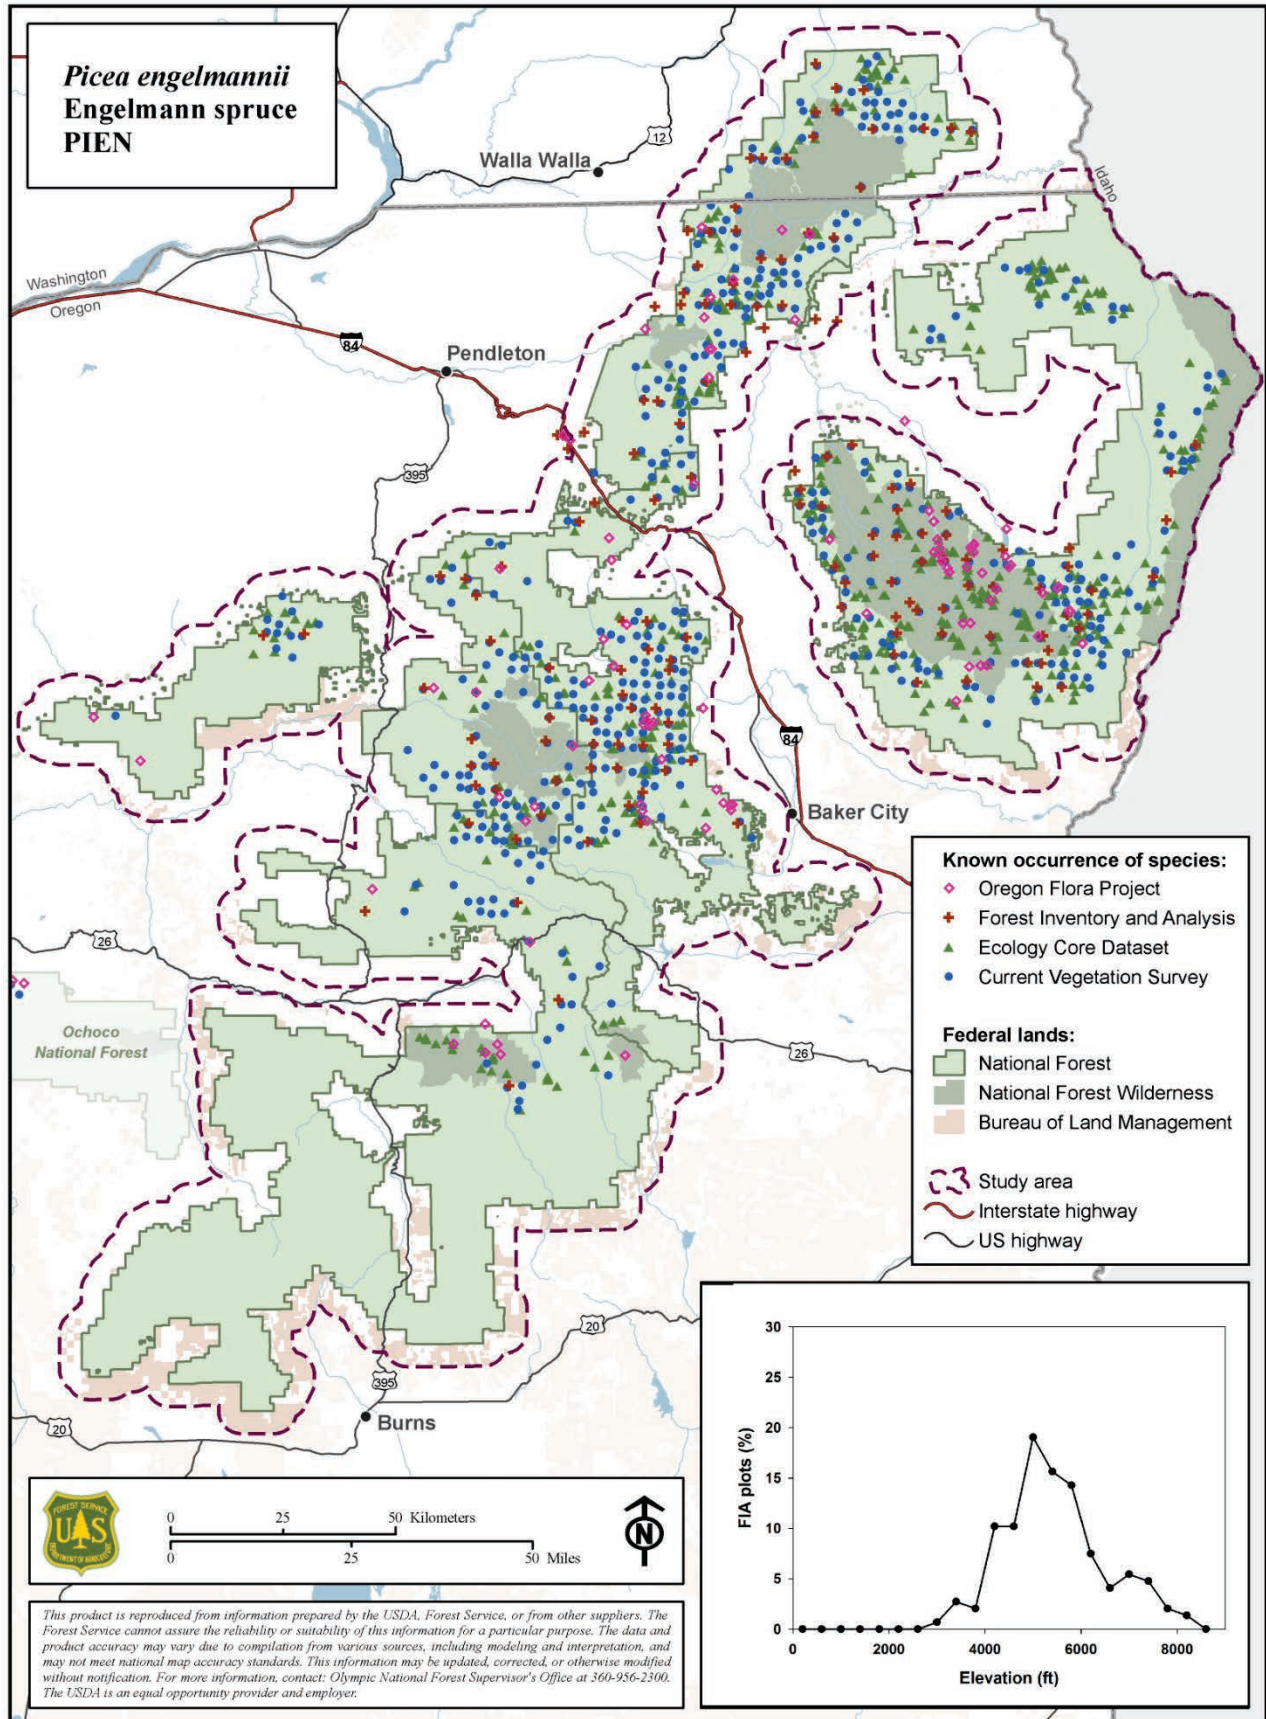 Picea engelmannii
Engelmann spruce
PIEN
12
Walla Walla
Idaho
Washington
Oregon
84
Pendleton
395
84
Baker City
26
Ochoco
National Forest
26
20
395
Burns
20
Known occurrence of species:
Oregon Flora Project
Forest Inventory and Analysis
Ecology Core Dataset
Current Vegetation Survey
Federal lands:
National Forest
National Forest Wilderness
Bureau of Land Management
Study area
Interstate highway
US highway
FOREST SERVICE
US
DEPARTMENT OF AGRICULTURE
0 25 50 Kilometers
0 25 50 Miles
N
This product is reproduced from information prepared by the USDA, Forest Service, or from other suppliers. The
Forest Service cannot assure the reliability or suitability of this information for a particular purpose. The data and
product accuracy may vary due to compilation from various sources, including modeling and interpretation, and
may not meet national map accuracy standards. This information may be updated, corrected, or otherwise modified
without notification. For more information, contact: Olympic National Forest Supervisor's Office at 360-956-2300.
The USDA is an equal opportunity provider and employer.
30
25
20
15
10
5
0
FIA plots (%)
0 2000 4000 6000 8000
Elevation (ft)